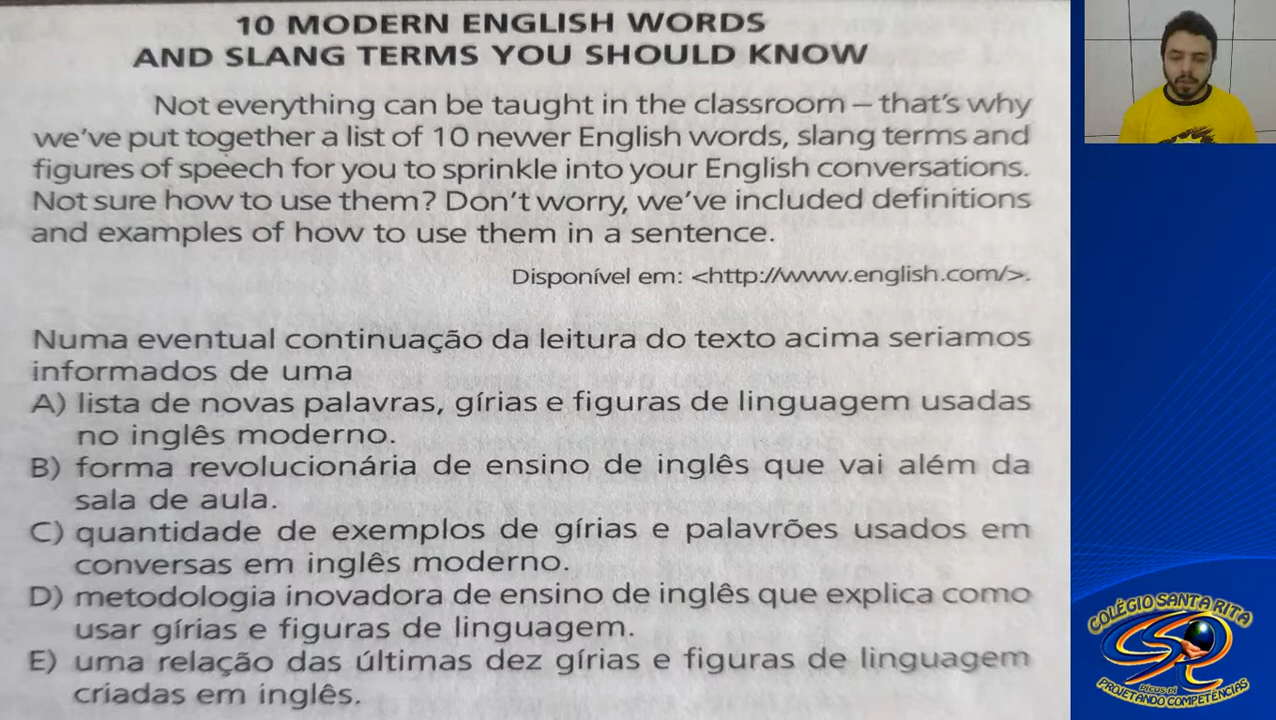 10 MODERN ENGLISH WORDS
AND SLANG TERMS YOU SHOULD KNOW
Not everything can be taught in the classroom – that's why
we've put together a list of 10 newer English words, slang terms and
figures of speech for you to sprinkle into your English conversations.
Not sure how to use them? Don't worry, we've included definitions
and examples of how to use them in a sentence.
Disponível em: <http://www.english.com/>.
Numa eventual continuação da leitura do texto acima seriamos
informados de uma
A) lista de novas palavras, gírias e figuras de linguagem usadas
no inglês moderno.
B) forma revolucionária de ensino de inglês que vai além da
sala de aula.
C) quantidade de exemplos de gírias e palavrões usados em
conversas em inglês moderno.
D) metodologia inovadora de ensino de inglês que explica como
usar gírias e figuras de linguagem.
E) uma relação das últimas dez gírias e figuras de linguagem
criadas em inglês.
COLÉGIO SANTA RITA
PICOS-PI
PROJETANDO COMPETÊNCIAS